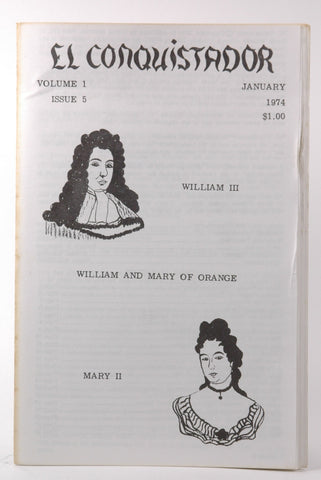 EL CONQUISTADOR
VOLUME 1
ISSUE 5
JANUARY
1974
$1.00
WILLIAM III
WILLIAM AND MARY OF ORANGE
MARY II